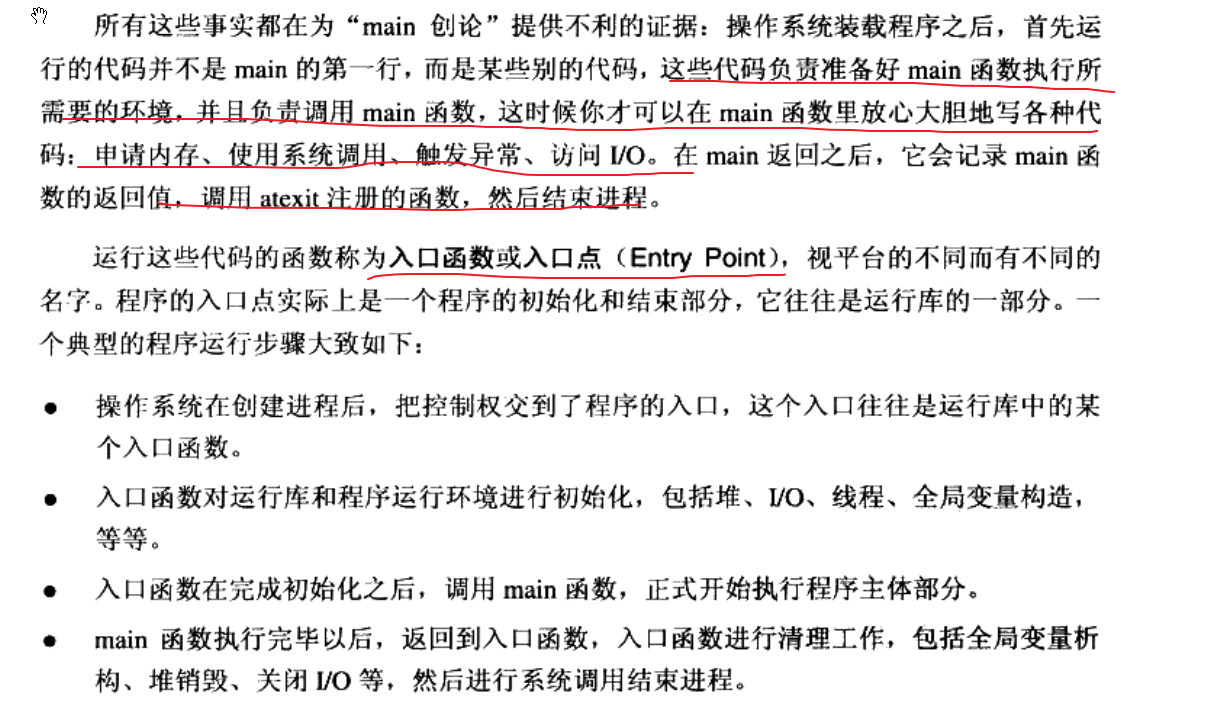 所有这些事实都在为“main 创论”提供不利的证据：操作系统装载程序之后，首先运
行的代码并不是 main 的第一行，而是某些别的代码，这些代码负责准备好 main 函数执行所
需要的环境，并且负责调用 main 函数，这时候你才可以在 main 函数里放心大胆地写各种代
码：申请内存、使用系统调用、触发异常、访问 I/O。在 main 返回之后，它会记录 main 函
数的返回值，调用 atexit 注册的函数，然后结束进程。
运行这些代码的函数称为入口函数或入口点（Entry Point），视平台的不同而有不同的
名字。程序的入口点实际上是一个程序的初始化和结束部分，它往往是运行库的一部分。一
个典型的程序运行步骤大致如下：
● 操作系统在创建进程后，把控制权交到了程序的入口，这个入口往往是运行库中的某
个入口函数。
● 入口函数对运行库和程序运行环境进行初始化，包括堆、I/O、线程、全局变量构造，
等等。
● 入口函数在完成初始化之后，调用 main 函数，正式开始执行程序主体部分。
● main 函数执行完毕以后，返回到入口函数，入口函数进行清理工作，包括全局变量析
构、堆销毁、关闭 I/O 等，然后进行系统调用结束进程。